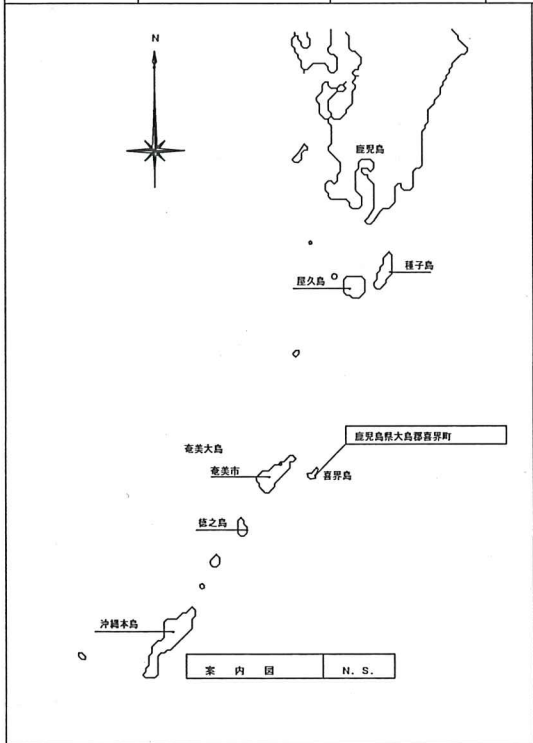 N
鹿児島
種子島
屋久島
鹿児島県大島郡喜界町
奄美大島
奄美市
喜界島
徳之島
沖縄本島
案 内 図 N. S.